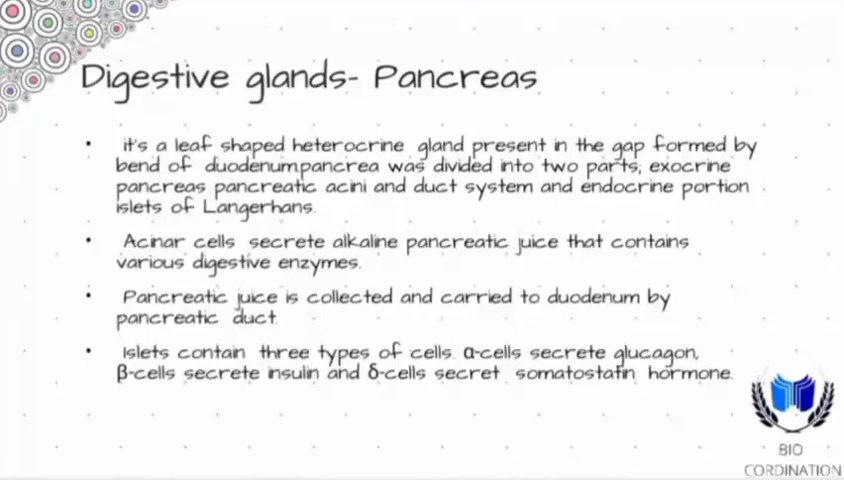 Digestive glands- Pancreas
• it's a leaf shaped heterocrine gland present in the gap formed by
bend of duodenumpancrea was divided into two parts; exocrine
pancreas pancreatic acini and duct system and endocrine portion
islets of Langerhans.
• Acinar cells secrete alkaline pancreatic juice that contains
various digestive enzymes.
• Pancreatic juice is collected and carried to duodenum by
pancreatic duct.
• Islets contain three types of cells. α-cells secrete glucagon,
β-cells secrete insulin and δ-cells secret somatostatin hormone.
BIO
CORDINATION